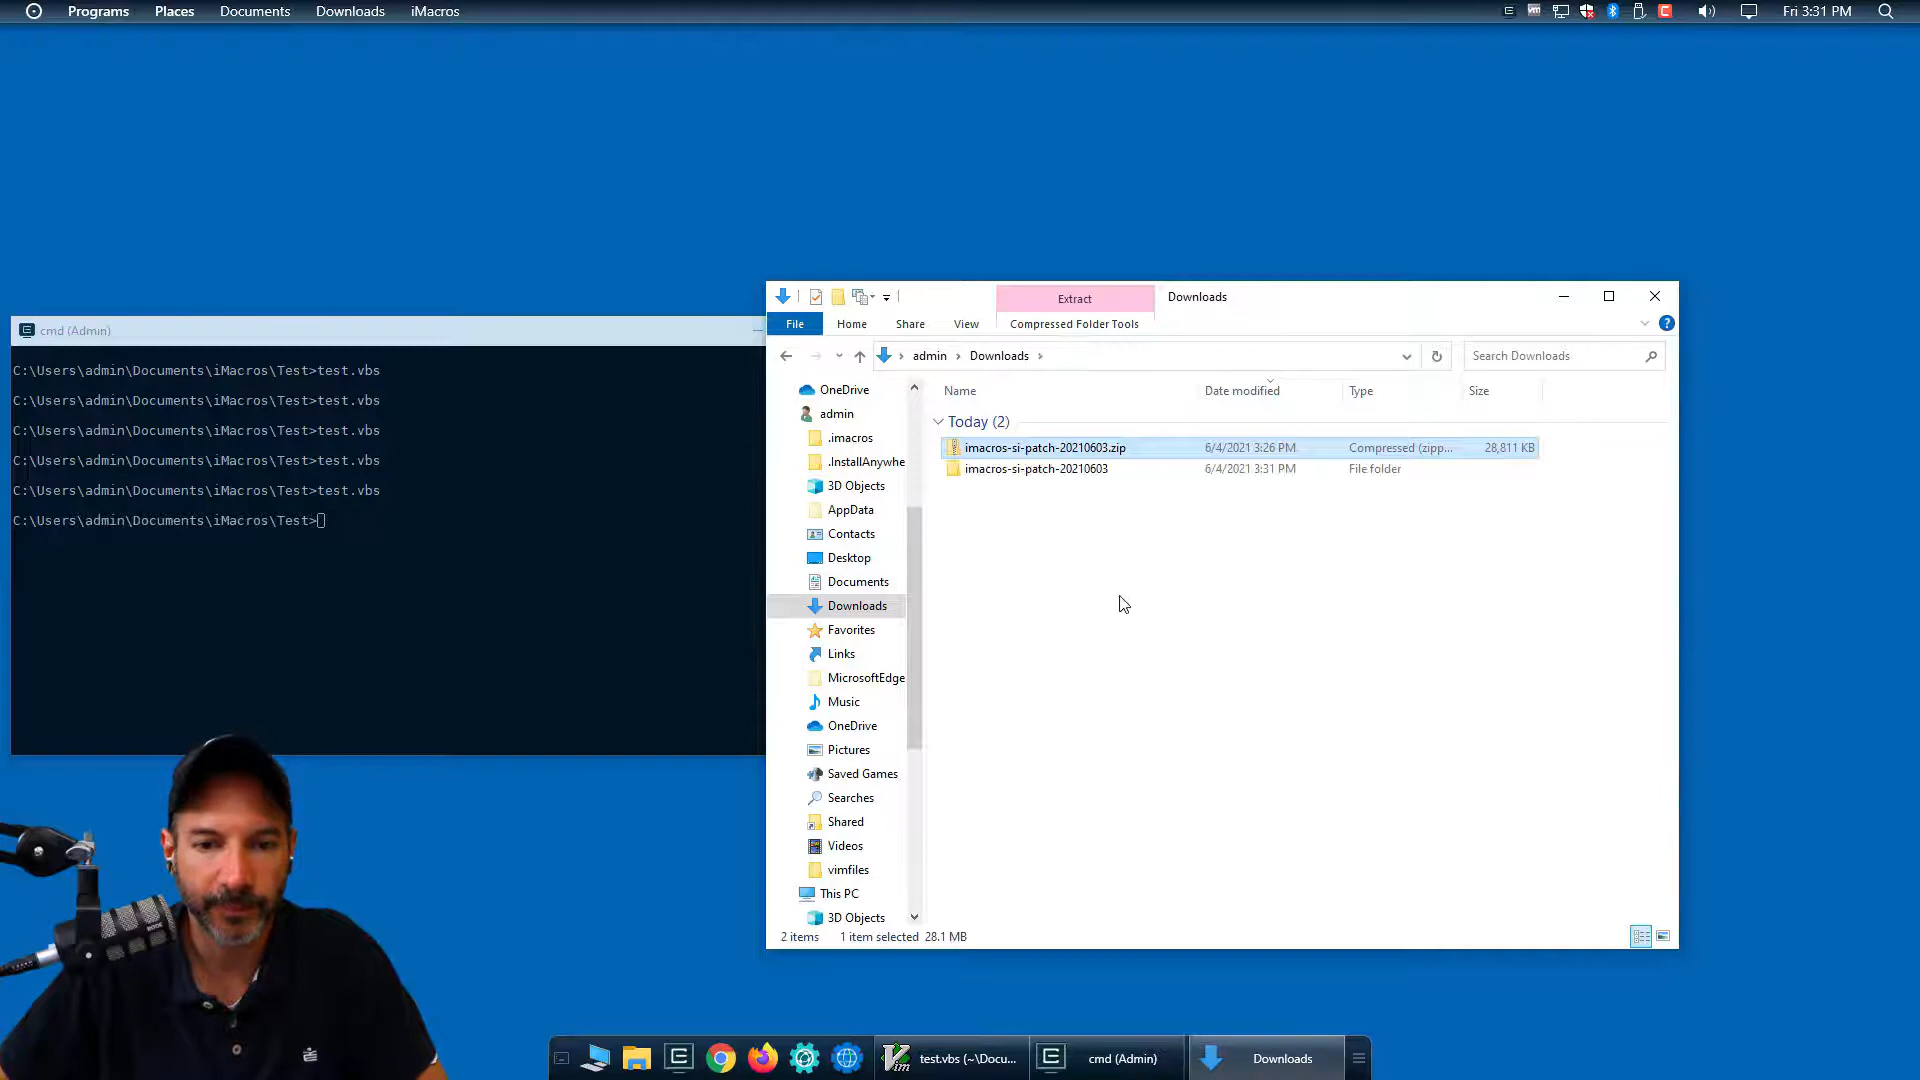 Programs Places Documents Downloads iMacros Fri 3:31 PM
cmd (Admin)
C:\Users\admin\Documents\iMacros\Test>test.vbs
C:\Users\admin\Documents\iMacros\Test>test.vbs
C:\Users\admin\Documents\iMacros\Test>test.vbs
C:\Users\admin\Documents\iMacros\Test>test.vbs
C:\Users\admin\Documents\iMacros\Test>test.vbs
C:\Users\admin\Documents\iMacros\Test>
Extract Downloads
File Home Share View Compressed Folder Tools
admin Downloads Search Downloads
Name Date modified Type Size
Today (2)
imacros-si-patch-20210603.zip 6/4/2021 3:26 PM Compressed (zipp... 28,811 KB
imacros-si-patch-20210603 6/4/2021 3:31 PM File folder
OneDrive
admin
.imacros
.InstallAnywhe
3D Objects
AppData
Contacts
Desktop
Documents
Downloads
Favorites
Links
MicrosoftEdge
Music
OneDrive
Pictures
Saved Games
Searches
Shared
Videos
vimfiles
This PC
3D Objects
2 items 1 item selected 28.1 MB
RODE
test.vbs (~\Docu... cmd (Admin) Downloads